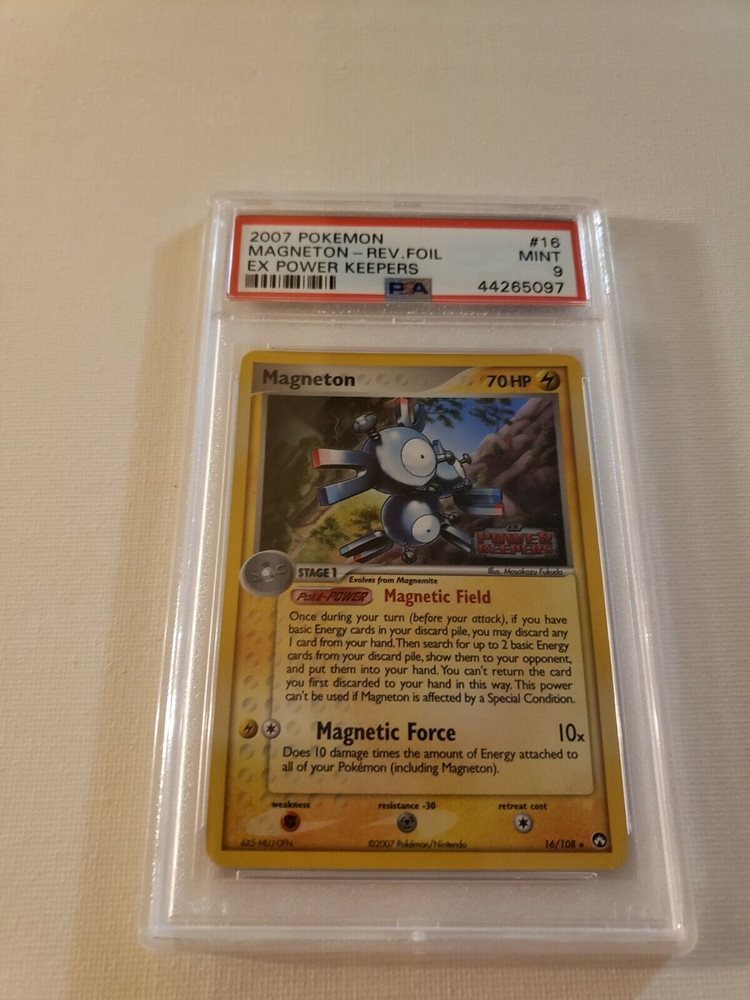 2007 POKEMON #16
MAGNETON - REV.FOIL MINT
EX POWER KEEPERS 9
PSA 44265097
Magneton 70 HP
EX
POWER
KEEPERS
Illus. Masakazu Fukuda
STAGE 1
Evolves from Magnemite
Poké-POWER Magnetic Field
Once during your turn (before your attack), if you have
basic Energy cards in your discard pile, you may discard any
1 card from your hand. Then search for up to 2 basic Energy
cards from your discard pile, show them to your opponent,
and put them into your hand. You can't return the card
you first discarded to your hand in this way. This power
can't be used if Magneton is affected by a Special Condition.
Magnetic Force 10x
Does 10 damage times the amount of Energy attached to
all of your Pokémon (including Magneton).
weakness resistance -30 retreat cost
©2007 Pokémon/Nintendo 16/108